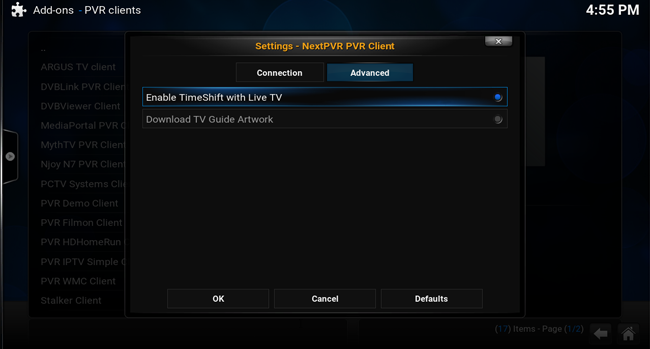 Add-ons - PVR clients
4:55 PM
Settings - NextPVR PVR Client
Connection
Advanced
Enable TimeShift with Live TV
Download TV Guide Artwork
OK
Cancel
Defaults
..
ARGUS TV client
DVBLink PVR Client
DVBViewer Client
MediaPortal PVR C
MythTV PVR Client
Njoy N7 PVR Client
PCTV Systems Clie
PVR Demo Client
PVR Filmon Client
PVR HDHomeRun
PVR IPTV Simple C
PVR WMC Client
Stalker Client
(17) Items - Page (1/2)